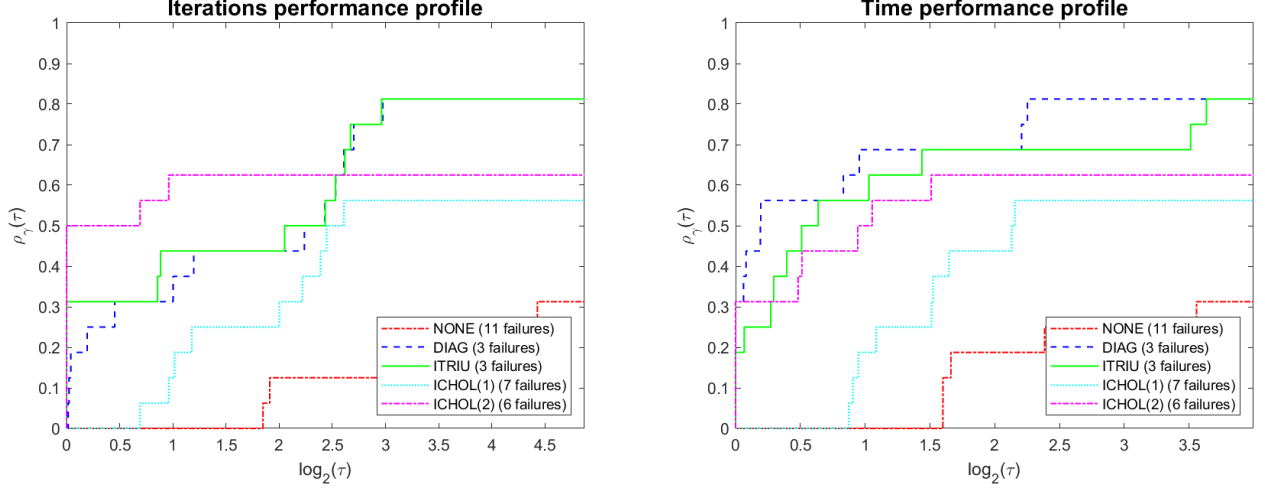 Iterations performance profile
1
0.9
0.8
0.7
0.6
0.5
0.4
0.3
0.2
0.1
0
ργ(τ)
NONE (11 failures)
DIAG (3 failures)
ITRIU (3 failures)
ICHOL(1) (7 failures)
ICHOL(2) (6 failures)
0 0.5 1 1.5 2 2.5 3 3.5 4 4.5
log2(τ)
Time performance profile
1
0.9
0.8
0.7
0.6
0.5
0.4
0.3
0.2
0.1
0
ργ(τ)
NONE (11 failures)
DIAG (3 failures)
ITRIU (3 failures)
ICHOL(1) (7 failures)
ICHOL(2) (6 failures)
0 0.5 1 1.5 2 2.5 3 3.5
log2(τ)